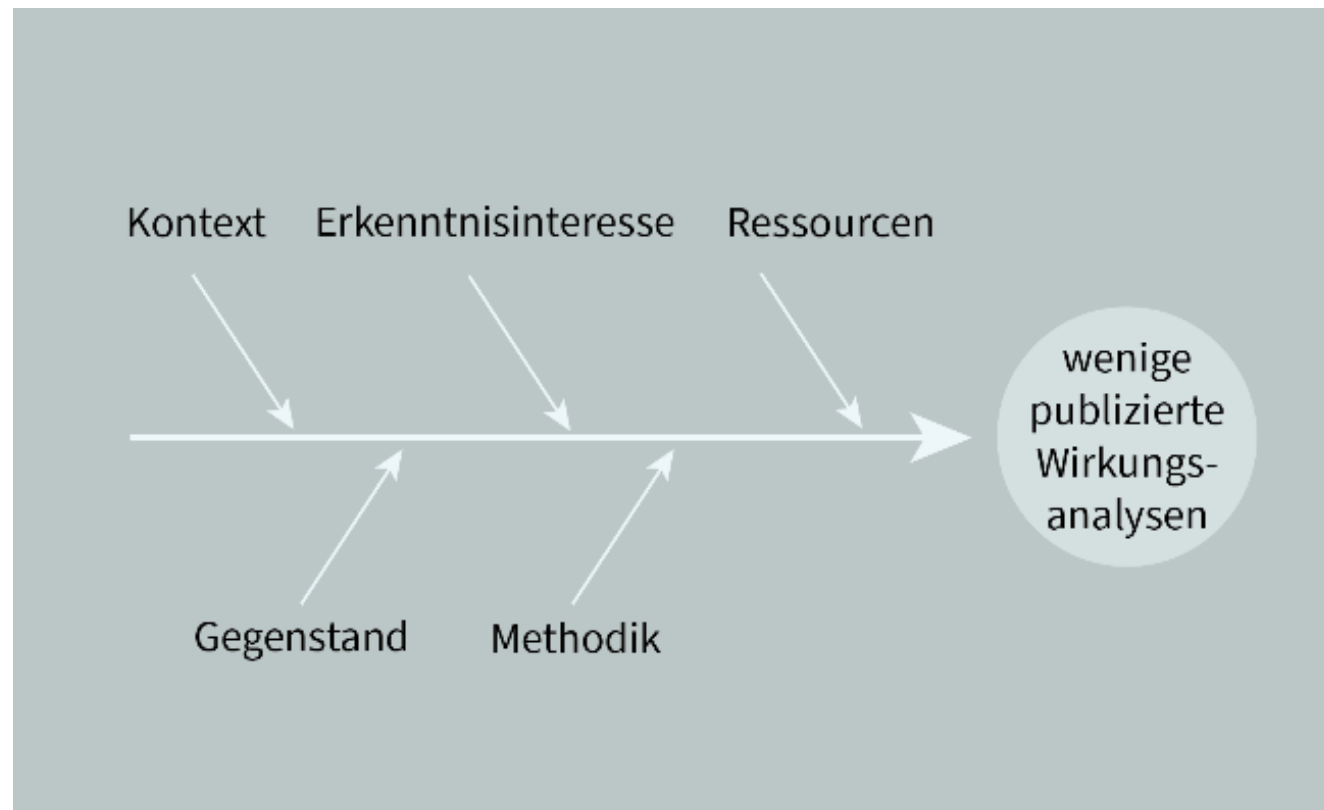 Kontext Erkenntnisinteresse Ressourcen
wenige
publizierte
Wirkungs-
analysen
Gegenstand Methodik